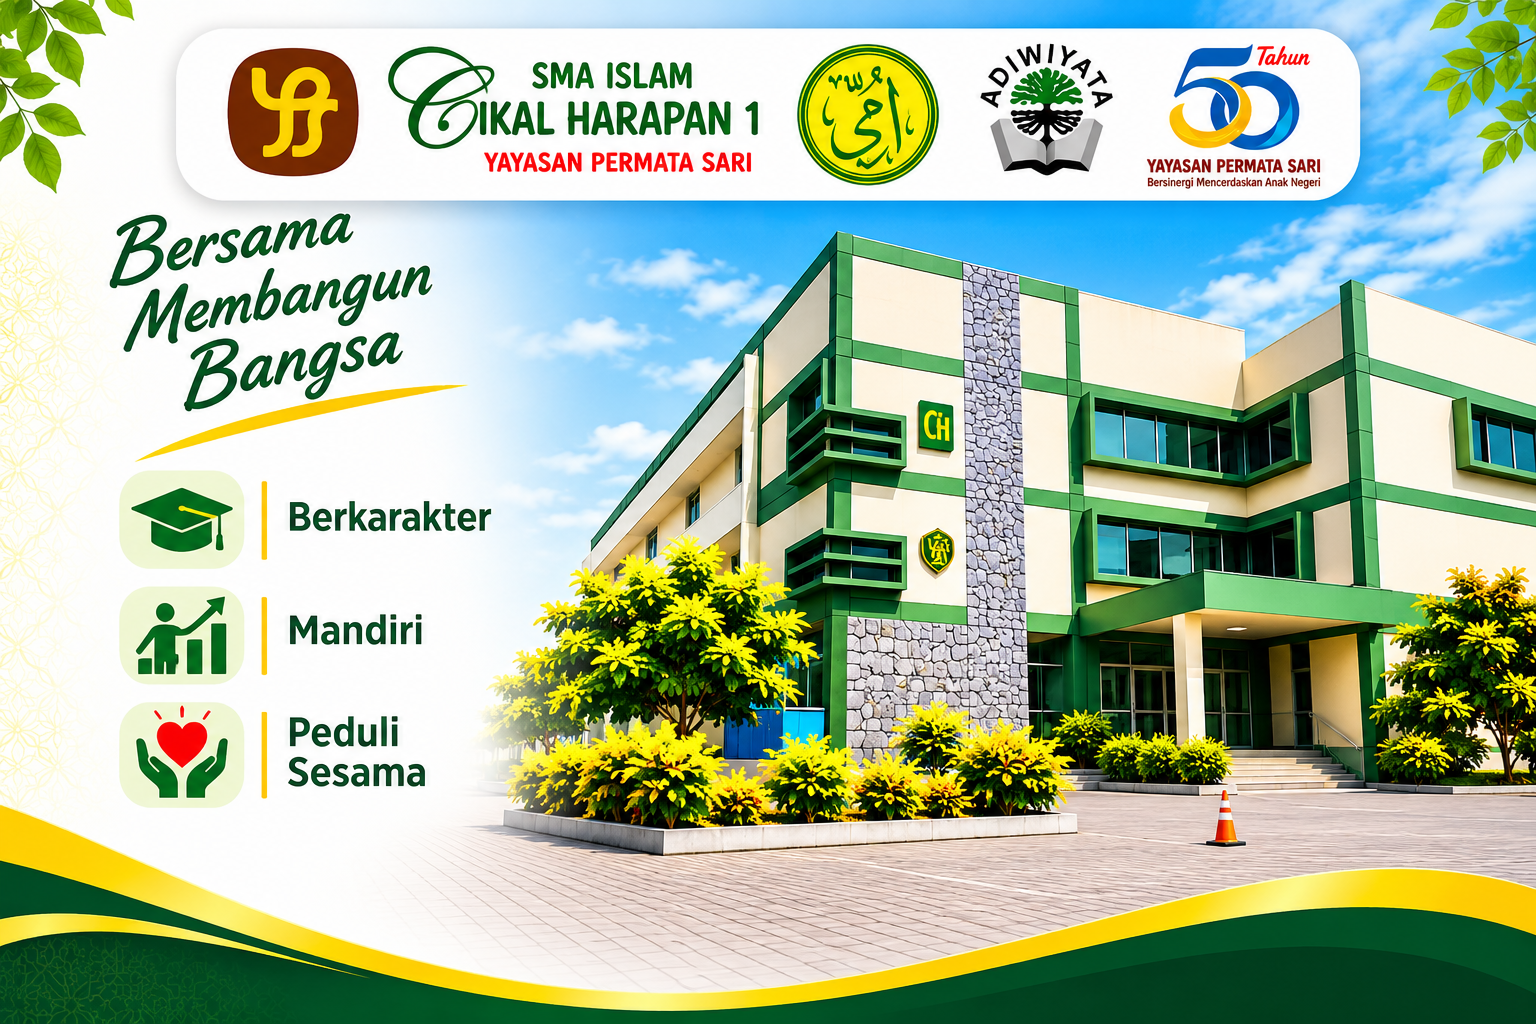 SMA ISLAM
CIKAL HARAPAN 1
YAYASAN PERMATA SARI
أمي
ADIWIYATA
50 Tahun
YAYASAN PERMATA SARI
Bersinergi Mencerdaskan Anak Negeri
Bersama
Membangun
Bangsa
Berkarakter
Mandiri
Peduli
Sesama
CH